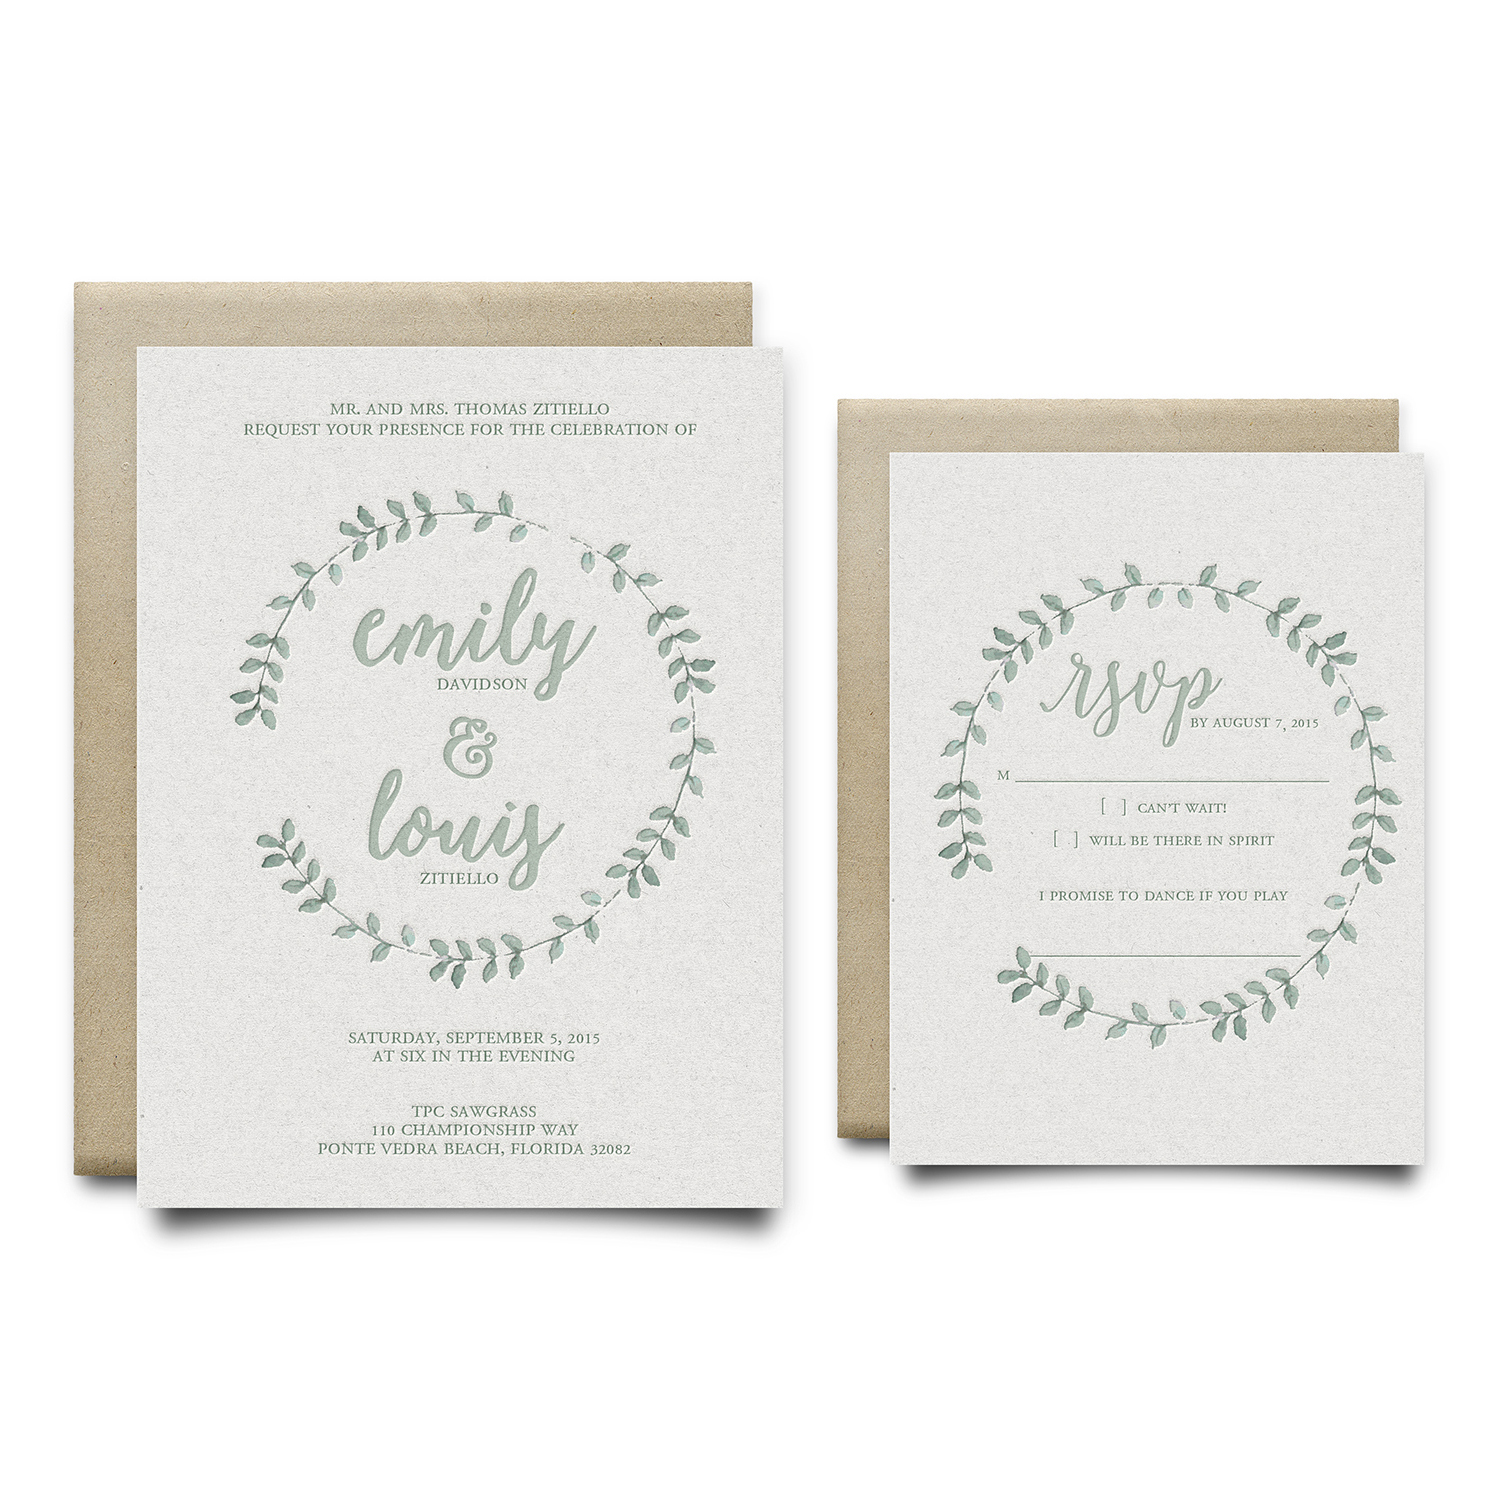 MR. AND MRS. THOMAS ZITIELLO
REQUEST YOUR PRESENCE FOR THE CELEBRATION OF
emily
DAVIDSON
&
louis
ZITIELLO
SATURDAY, SEPTEMBER 5, 2015
AT SIX IN THE EVENING
TPC SAWGRASS
110 CHAMPIONSHIP WAY
PONTE VEDRA BEACH, FLORIDA 32082
rsvp
BY AUGUST 7, 2015
M
[ ] CAN'T WAIT!
[ ] WILL BE THERE IN SPIRIT
I PROMISE TO DANCE IF YOU PLAY